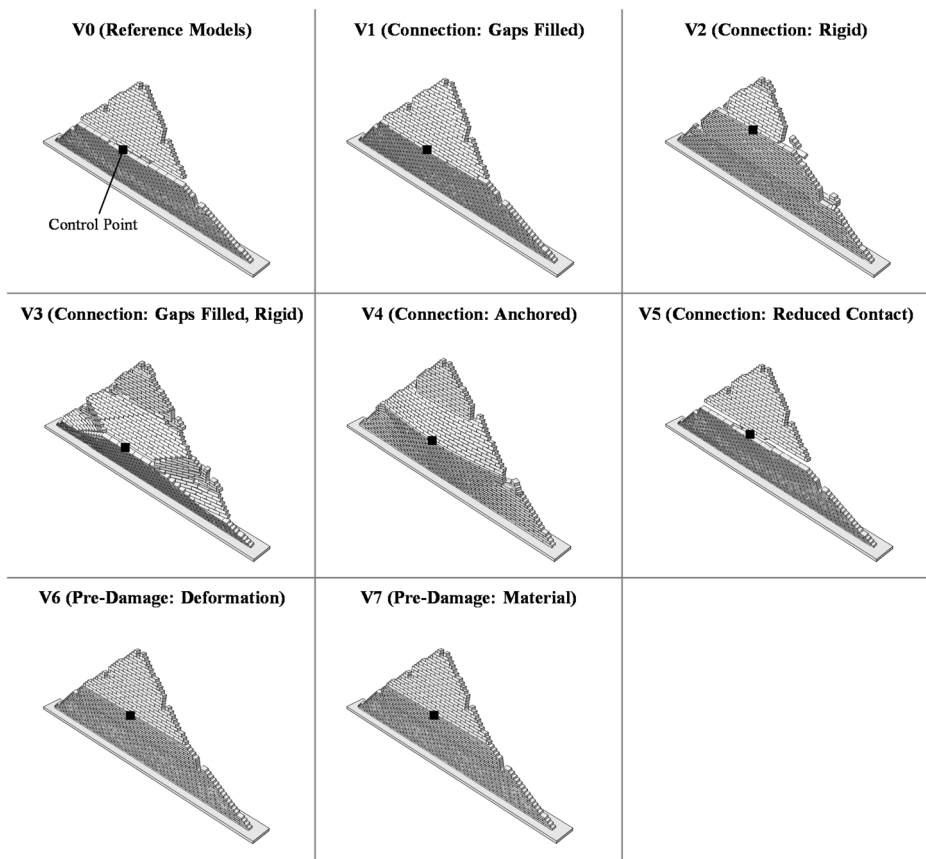 V0 (Reference Models)
V1 (Connection: Gaps Filled)
V2 (Connection: Rigid)
Control Point
V3 (Connection: Gaps Filled, Rigid)
V4 (Connection: Anchored)
V5 (Connection: Reduced Contact)
V6 (Pre-Damage: Deformation)
V7 (Pre-Damage: Material)